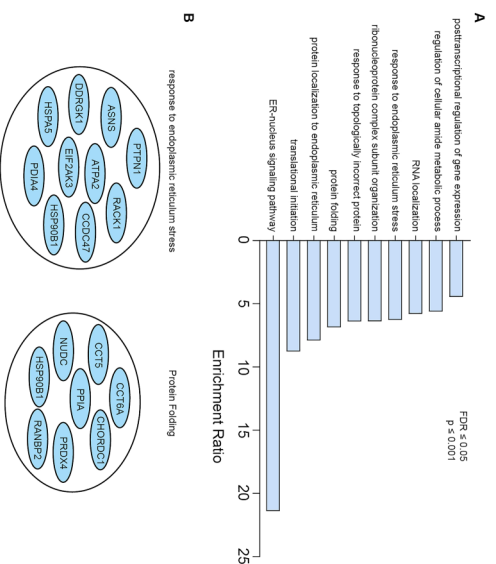 A
posttranscriptional regulation of gene expression
regulation of cellular amide metabolic process
RNA localization
response to endoplasmic reticulum stress
ribonucleoprotein complex subunit organization
response to topologically incorrect protein
protein folding
protein localization to endoplasmic reticulum
translational initiation
ER-nucleus signaling pathway
0
5
10
15
20
25
Enrichment Ratio
FDR ≤ 0.05
p ≤ 0.001
B
response to endoplasmic reticulum stress
PTPN1
ASNS
RACK1
DDRGK1
ATPA2
CCDC47
EIF2AK3
HSPA5
HSP90B1
PDIA4
Protein Folding
CCT6A
CCT5
CHORDC1
PPIA
NUDC
PRDX4
HSP90B1
RANBP2